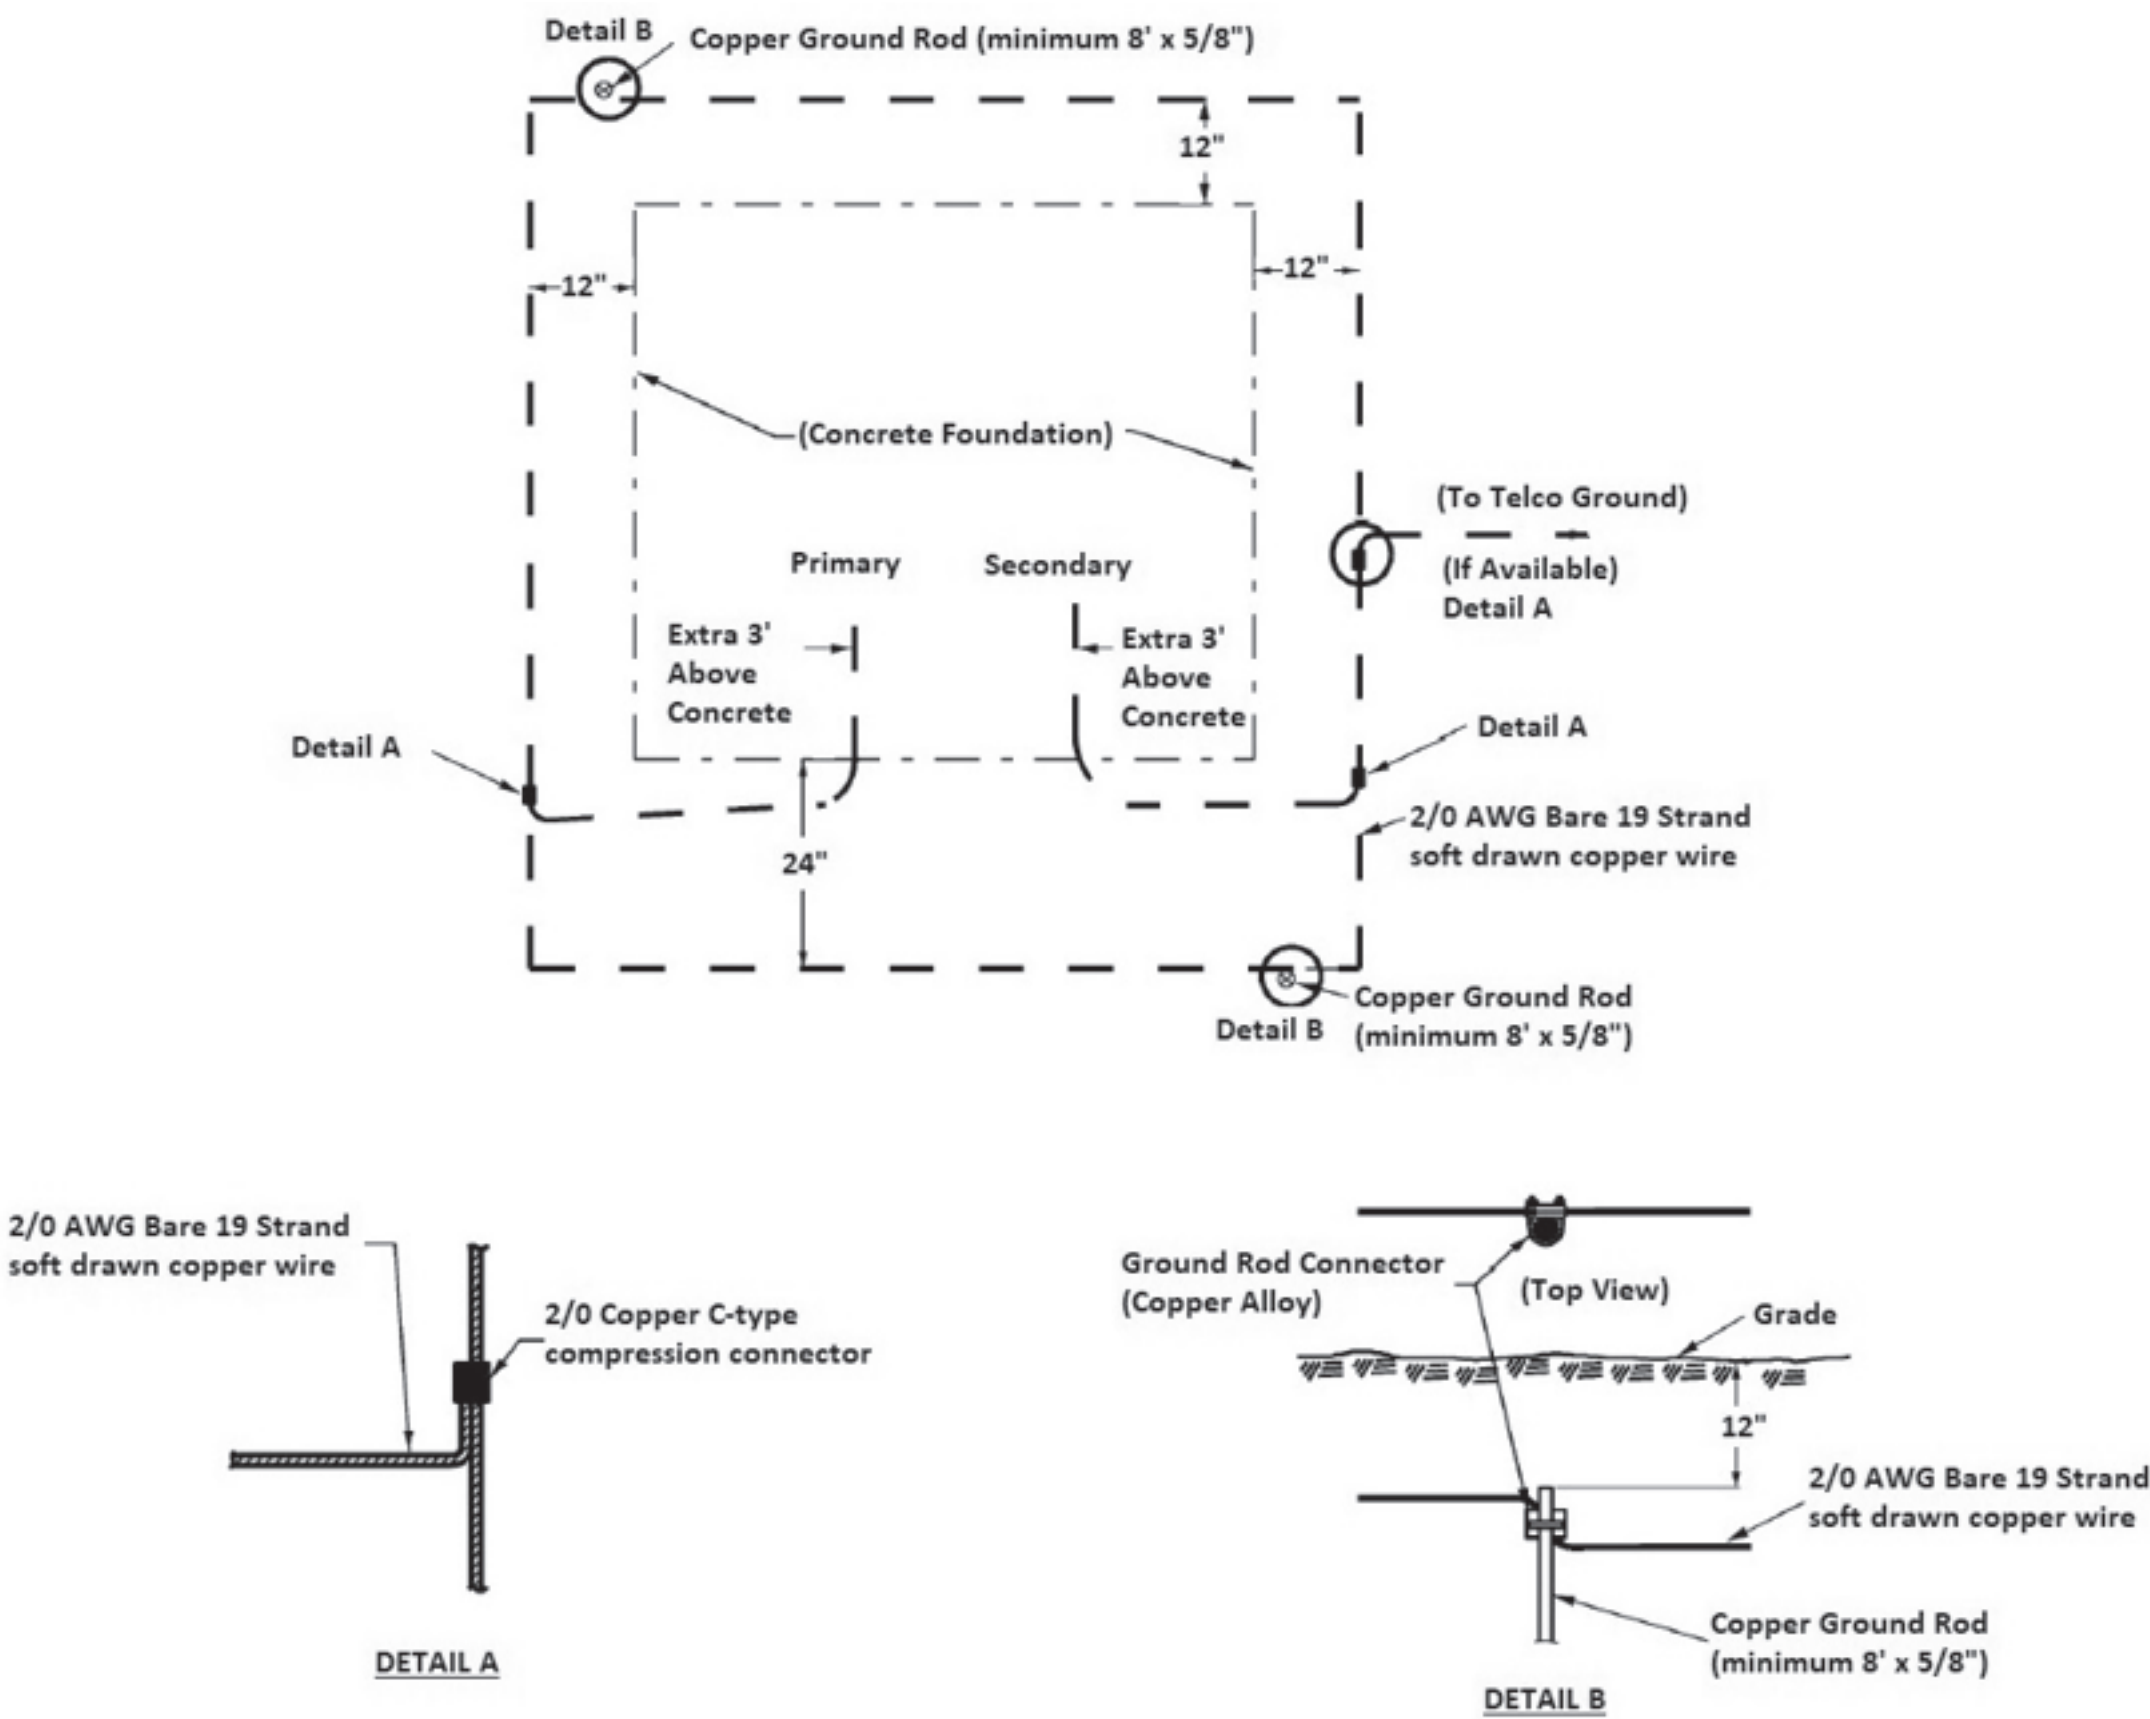 Detail B
Copper Ground Rod (minimum 8' x 5/8")
12"
12"
12"
(Concrete Foundation)
(To Telco Ground)
(If Available)
Detail A
Primary
Secondary
Extra 3'
Above
Concrete
Extra 3'
Above
Concrete
Detail A
Detail A
2/0 AWG Bare 19 Strand
soft drawn copper wire
24"
Copper Ground Rod
(minimum 8' x 5/8")
Detail B
2/0 AWG Bare 19 Strand
soft drawn copper wire
2/0 Copper C-type
compression connector
DETAIL A
Ground Rod Connector
(Copper Alloy)
(Top View)
Grade
12"
2/0 AWG Bare 19 Strand
soft drawn copper wire
Copper Ground Rod
(minimum 8' x 5/8")
DETAIL B